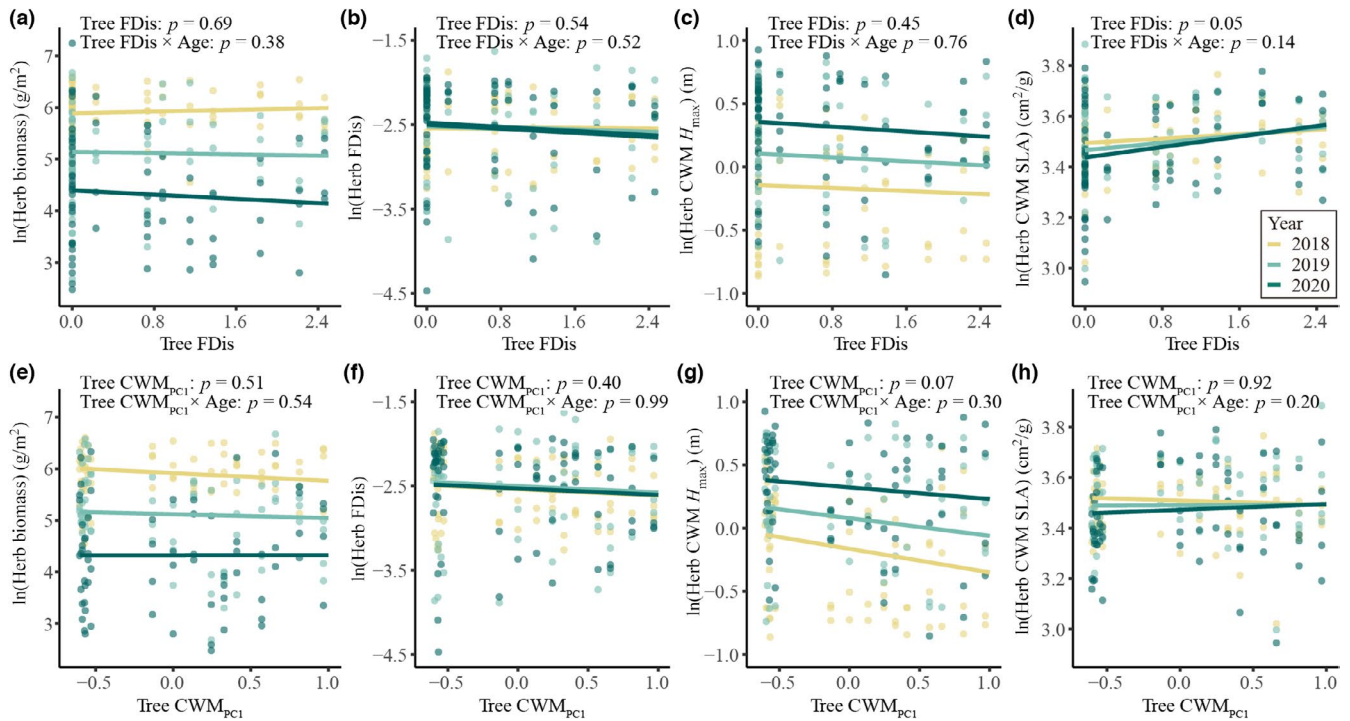 (a) Tree FDis: p = 0.69
Tree FDis × Age: p = 0.38
ln(Herb biomass) (g/m²)
7
6
5
4
3
0.0 0.8 1.6 2.4
Tree FDis
(b) Tree FDis: p = 0.54
Tree FDis × Age: p = 0.52
ln(Herb FDis)
−1.5
−2.5
−3.5
−4.5
0.0 0.8 1.6 2.4
Tree FDis
(c) Tree FDis: p = 0.45
Tree FDis × Age: p = 0.76
ln(Herb CWM Hmax) (m)
1.0
0.5
0.0
−0.5
−1.0
0.0 0.8 1.6 2.4
Tree FDis
(d) Tree FDis: p = 0.05
Tree FDis × Age: p = 0.14
ln(Herb CWM SLA) (cm²/g)
3.8
3.6
3.4
3.2
3.0
0.0 0.8 1.6 2.4
Tree FDis
Year
2018
2019
2020
(e) Tree CWMPC1: p = 0.51
Tree CWMPC1× Age: p = 0.54
ln(Herb biomass) (g/m²)
7
6
5
4
3
−0.5 0.0 0.5 1.0
Tree CWMPC1
(f) Tree CWMPC1: p = 0.40
Tree CWMPC1× Age: p = 0.99
ln(Herb FDis)
−1.5
−2.5
−3.5
−4.5
−0.5 0.0 0.5 1.0
Tree CWMPC1
(g) Tree CWMPC1: p = 0.07
Tree CWMPC1× Age: p = 0.30
ln(Herb CWM Hmax) (m)
1.0
0.5
0.0
−0.5
−1.0
−0.5 0.0 0.5 1.0
Tree CWMPC1
(h) Tree CWMPC1: p = 0.92
Tree CWMPC1× Age: p = 0.20
ln(Herb CWM SLA) (cm²/g)
3.8
3.6
3.4
3.2
3.0
−0.5 0.0 0.5 1.0
Tree CWMPC1